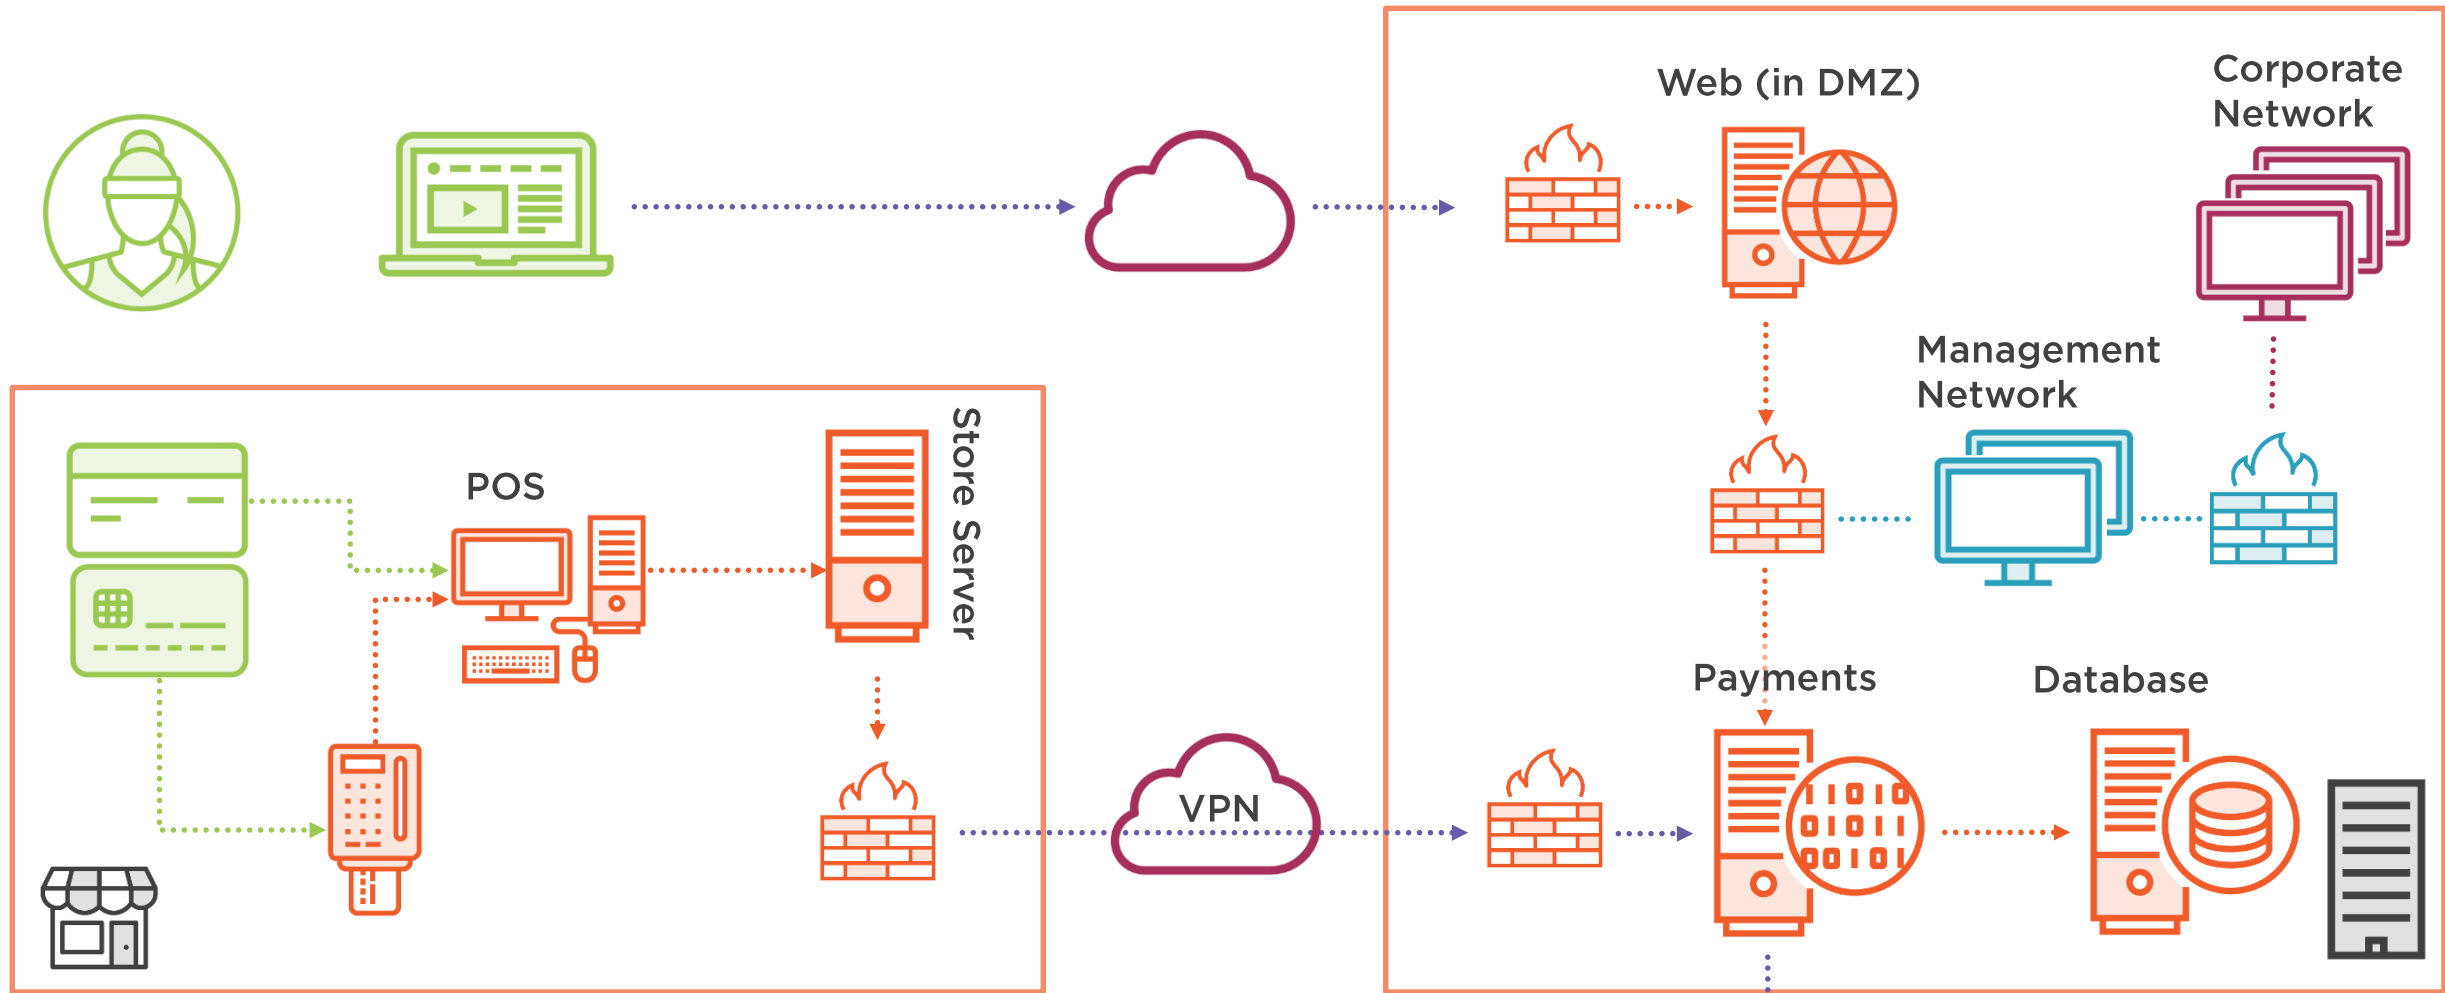 Web (in DMZ)
Corporate
Network
Management
Network
POS
Store Server
Payments
Database
VPN